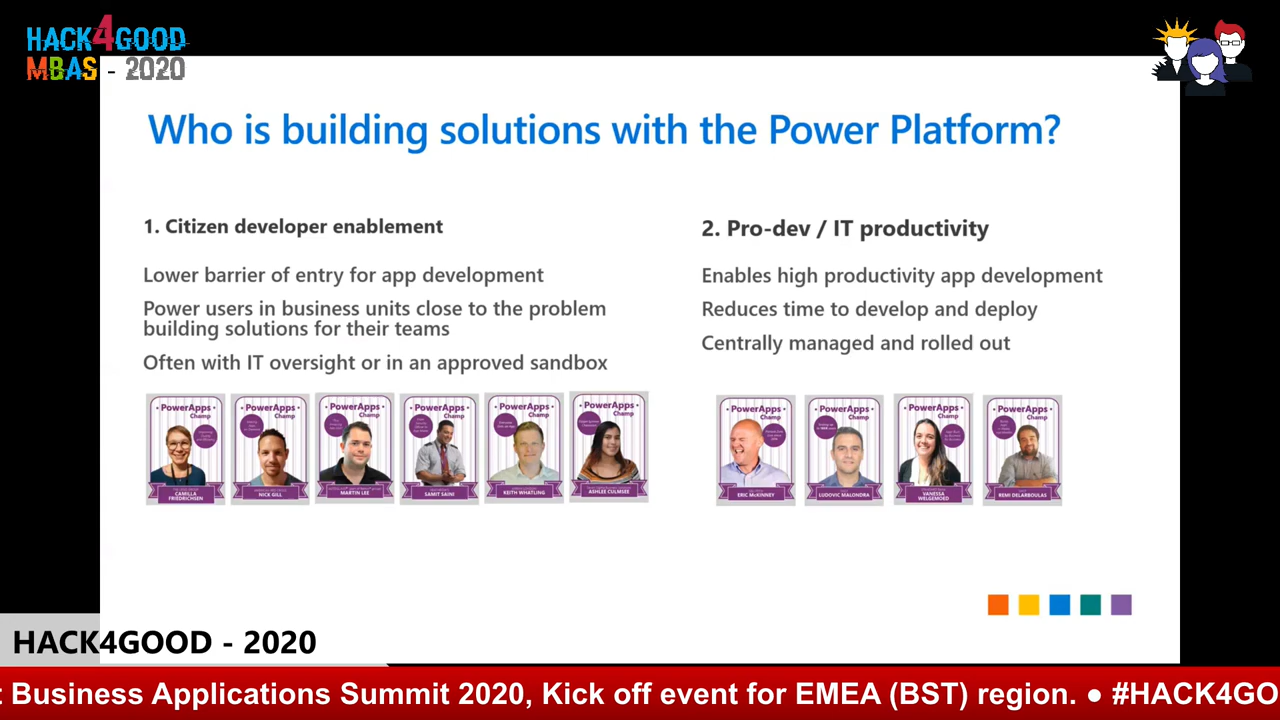 HACK4GOOD
MBAS - 2020
Who is building solutions with the Power Platform?
1. Citizen developer enablement
Lower barrier of entry for app development
Power users in business units close to the problem
building solutions for their teams
Often with IT oversight or in an approved sandbox
2. Pro-dev / IT productivity
Enables high productivity app development
Reduces time to develop and deploy
Centrally managed and rolled out
• PowerApps •
Champ
CAMILLA
FRIEDRICHSEN
• PowerApps •
Champ
NICK GILL
• PowerApps •
Champ
MARTIN LEE
• PowerApps •
Champ
SAMIT SAINI
• PowerApps •
Champ
KEITH WHATLING
• PowerApps •
Champ
ASHLEE CULMSEE
• PowerApps •
Champ
ERIC McKINNEY
• PowerApps •
Champ
LUDOVIC MALONDRA
• PowerApps •
Champ
VANESSA
WELGEMOED
• PowerApps •
Champ
REMI DELARBOULAS
HACK4GOOD - 2020
t Business Applications Summit 2020, Kick off event for EMEA (BST) region. ● #HACK4GO